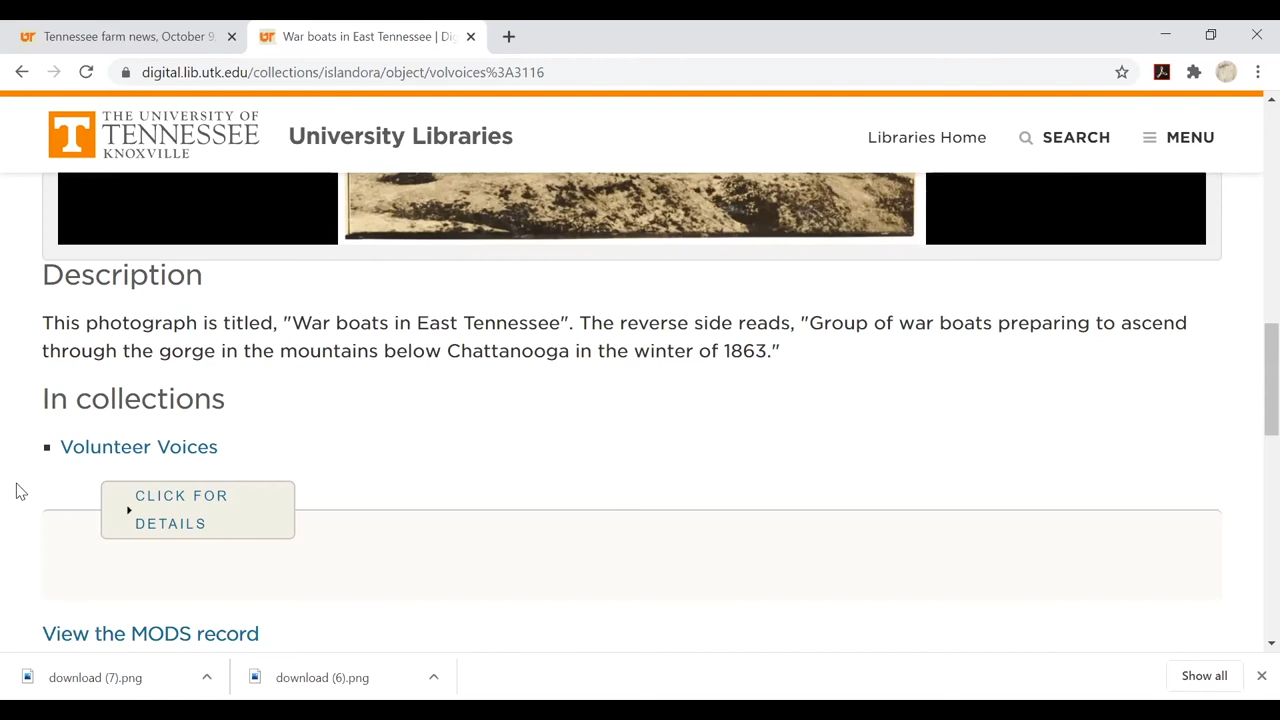 Tennessee farm news, October 9,
War boats in East Tennessee | Dig
digital.lib.utk.edu/collections/islandora/object/volvoices%3A3116
THE UNIVERSITY OF
TENNESSEE
KNOXVILLE
University Libraries
Libraries Home
SEARCH
MENU
Description
This photograph is titled, "War boats in East Tennessee". The reverse side reads, "Group of war boats preparing to ascend
through the gorge in the mountains below Chattanooga in the winter of 1863."
In collections
Volunteer Voices
CLICK FOR
DETAILS
View the MODS record
download (7).png
download (6).png
Show all